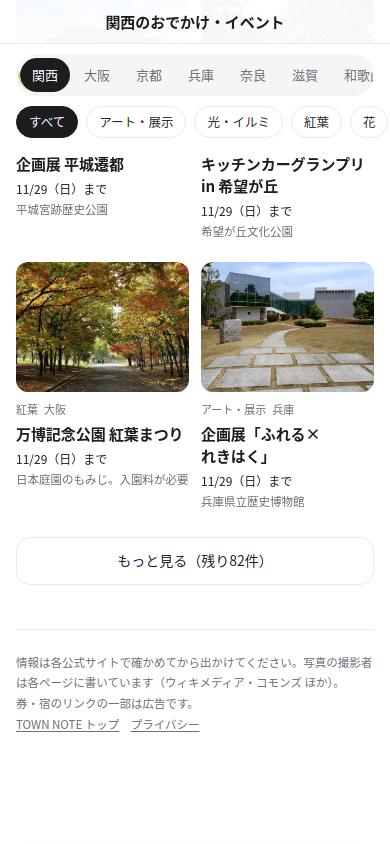 関西のおでかけ・イベント
関西 大阪 京都 兵庫 奈良 滋賀 和歌
すべて アート・展示 光・イルミ 紅葉 花
企画展 平城遷都
11/29（日）まで
平城宮跡歴史公園
キッチンカーグランプリ
in 希望が丘
11/29（日）まで
希望が丘文化公園
紅葉 大阪
万博記念公園 紅葉まつり
11/29（日）まで
日本庭園のもみじ。入園料が必要
アート・展示 兵庫
企画展「ふれる×
れきはく」
11/29（日）まで
兵庫県立歴史博物館
もっと見る（残り82件）
情報は各公式サイトで確かめてから出かけてください。写真の撮影者
は各ページに書いています（ウィキメディア・コモンズ ほか）。
券・宿のリンクの一部は広告です。
TOWN NOTE トップ プライバシー